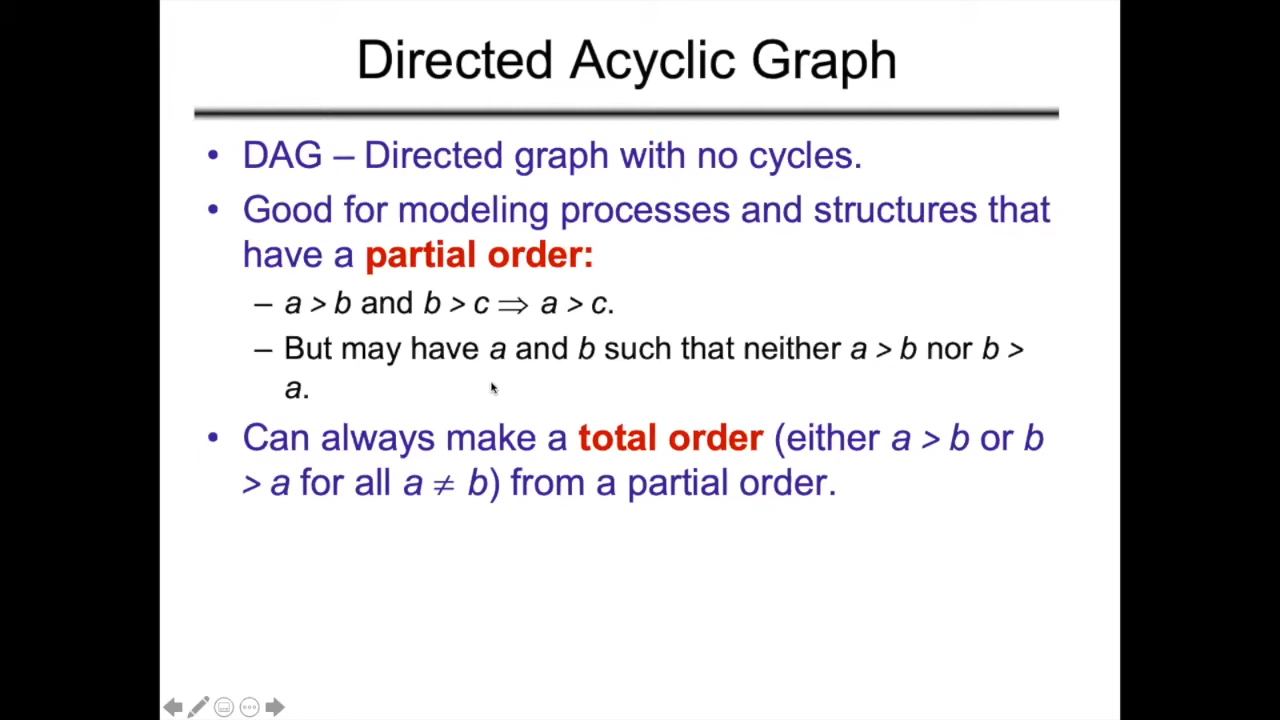 Directed Acyclic Graph
• DAG – Directed graph with no cycles.
• Good for modeling processes and structures that
have a partial order:
– a > b and b > c ⇒ a > c.
– But may have a and b such that neither a > b nor b >
a.
• Can always make a total order (either a > b or b
> a for all a ≠ b) from a partial order.